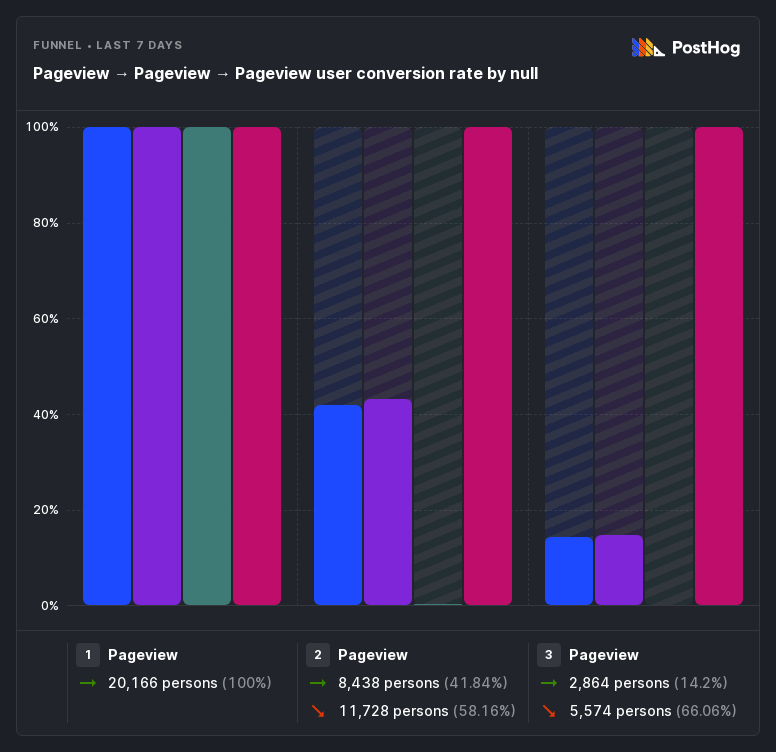 FUNNEL • LAST 7 DAYS
PostHog
Pageview → Pageview → Pageview user conversion rate by null
100%
80%
60%
40%
20%
0%
1 Pageview
→ 20,166 persons (100%)
2 Pageview
→ 8,438 persons (41.84%)
↘ 11,728 persons (58.16%)
3 Pageview
→ 2,864 persons (14.2%)
↘ 5,574 persons (66.06%)